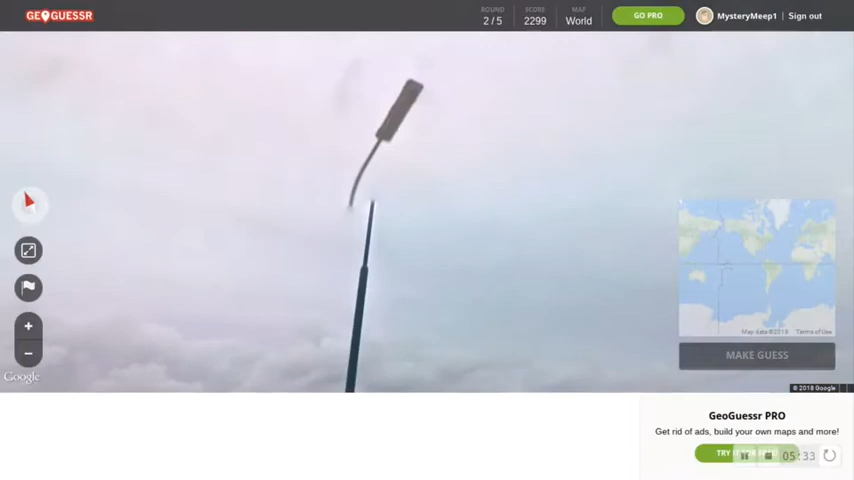 GEOGUESSR
ROUND
2 / 5
SCORE
2299
MAP
World
GO PRO
MysteryMeep1 | Sign out
Map data ©2018
Terms of Use
MAKE GUESS
Google
© 2018 Google
GeoGuessr PRO
Get rid of ads, build your own maps and more!
TRY
05:33